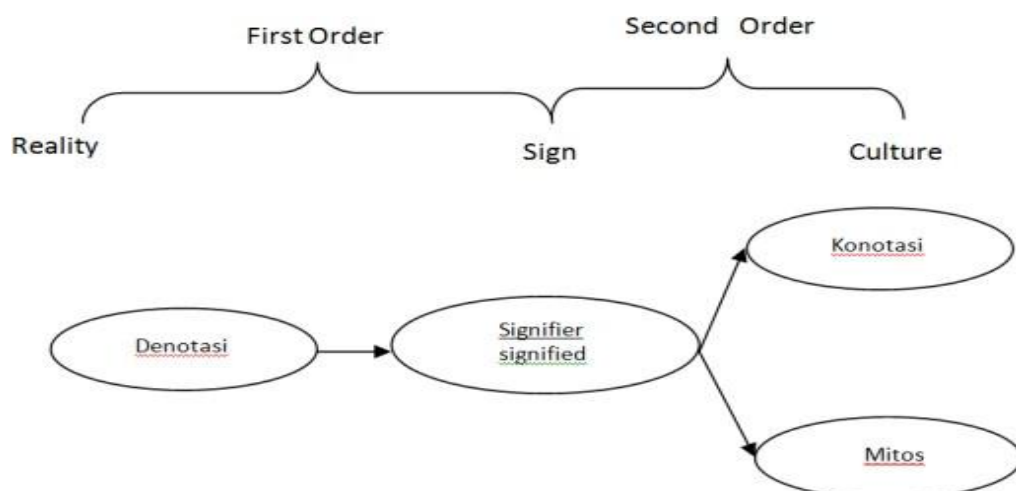 First Order
Second Order
Reality
Sign
Culture
Konotasi
Denotasi
Signifier
signified
Mitos